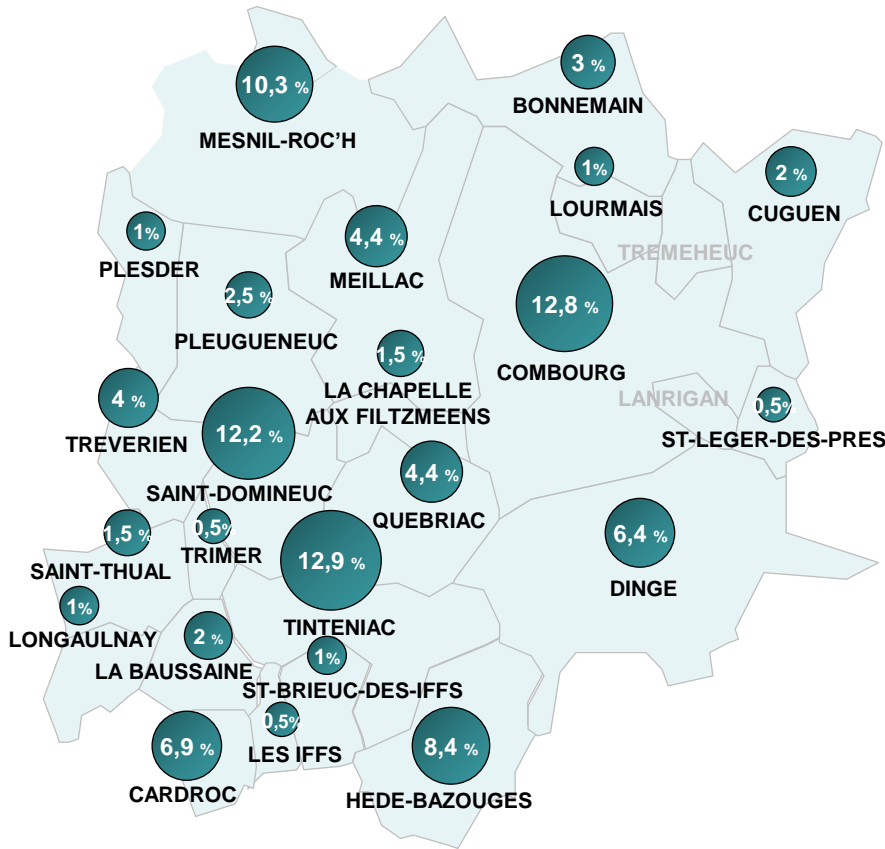 10,3 %
MESNIL-ROC'H
3 %
BONNEMAIN
1%
LOURMAIS
2 %
CUGUEN
1%
PLESDER
4,4 %
MEILLAC
TREMEHEUC
2,5 %
PLEUGUENEUC
12,8 %
COMBOURG
1,5 %
LA CHAPELLE
AUX FILTZMEENS
4 %
TREVERIEN
LANRIGAN
0,5%
ST-LEGER-DES-PRES
12,2 %
SAINT-DOMINEUC
4,4 %
QUEBRIAC
1,5 %
SAINT-THUAL
0,5%
TRIMER
12,9 %
TINTENIAC
6,4 %
DINGE
1%
LONGAULNAY
2 %
LA BAUSSAINE
1%
ST-BRIEUC-DES-IFFS
0,5%
LES IFFS
6,9 %
CARDROC
8,4 %
HEDE-BAZOUGES